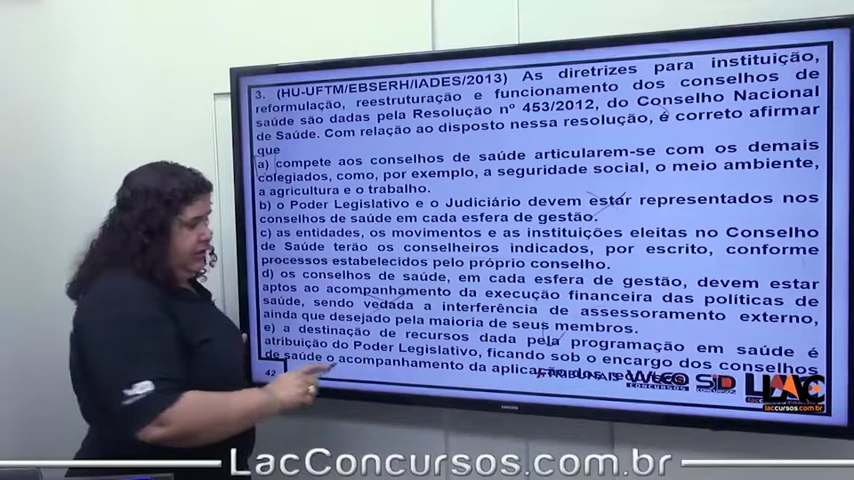 3. (HU-UFTM/EBSERH/IADES/2013) As diretrizes para instituição,
reformulação, reestruturação e funcionamento dos conselhos de
saúde são dadas pela Resolução nº 453/2012, do Conselho Nacional
de Saúde. Com relação ao disposto nessa resolução, é correto afirmar
que
a) compete aos conselhos de saúde articularem-se com os demais
colegiados, como, por exemplo, a seguridade social, o meio ambiente,
a agricultura e o trabalho.
b) o Poder Legislativo e o Judiciário devem estar representados nos
conselhos de saúde em cada esfera de gestão.
c) as entidades, os movimentos e as instituições eleitas no Conselho
de Saúde terão os conselheiros indicados, por escrito, conforme
processos estabelecidos pelo próprio conselho.
d) os conselhos de saúde, em cada esfera de gestão, devem estar
aptos ao acompanhamento da execução financeira das políticas de
saúde, sendo vedada a interferência de assessoramento externo,
ainda que desejado pela maioria de seus membros.
e) a destinação de recursos dada pela programação em saúde é
atribuição do Poder Legislativo, ficando sob o encargo dos conselhos
de saúde o acompanhamento da aplicação dos
42
LAC
CONCURSOS
lacconcursos.com.br
LacConcursos.com.br